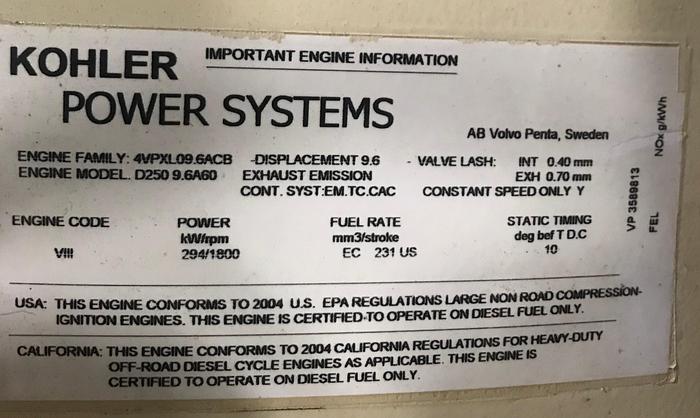 KOHLER IMPORTANT ENGINE INFORMATION
POWER SYSTEMS
AB Volvo Penta, Sweden
ENGINE FAMILY: 4VPXL09.6ACB -DISPLACEMENT 9.6 - VALVE LASH: INT 0.40 mm
ENGINE MODEL. D250 9.6A60 EXHAUST EMISSION EXH 0.70 mm
CONT. SYST:EM.TC.CAC CONSTANT SPEED ONLY Y
ENGINE CODE POWER FUEL RATE STATIC TIMING
kW/rpm mm3/stroke deg bef T D.C
VIII 294/1800 EC 231 US 10
USA: THIS ENGINE CONFORMS TO 2004 U.S. EPA REGULATIONS LARGE NON ROAD COMPRESSION-
IGNITION ENGINES. THIS ENGINE IS CERTIFIED-TO OPERATE ON DIESEL FUEL ONLY.
CALIFORNIA: THIS ENGINE CONFORMS TO 2004 CALIFORNIA REGULATIONS FOR HEAVY-DUTY
OFF-ROAD DIESEL CYCLE ENGINES AS APPLICABLE. THIS ENGINE IS
CERTIFIED TO OPERATE ON DIESEL FUEL ONLY.
VP 3589813
FEL NOx g/kWh